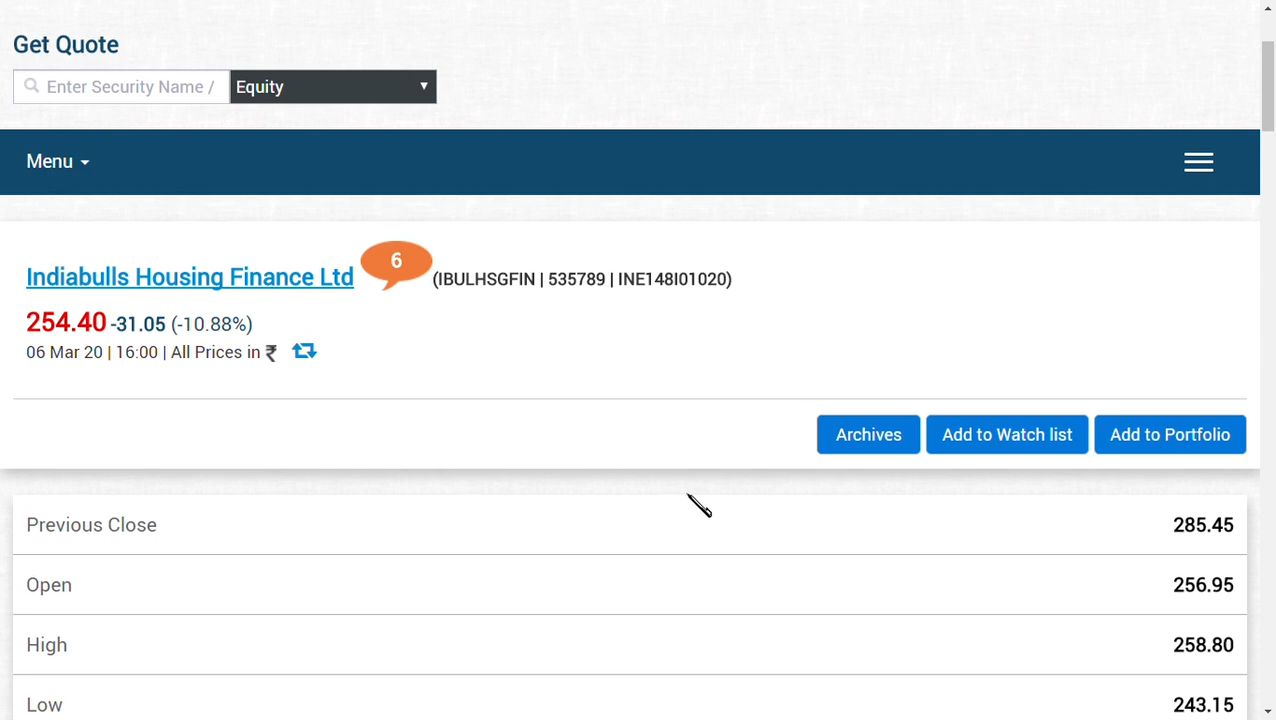 Get Quote
Enter Security Name /
Equity
Menu
Indiabulls Housing Finance Ltd 6 (IBULHSGFIN | 535789 | INE148I01020)
254.40 -31.05 (-10.88%)
06 Mar 20 | 16:00 | All Prices in ₹
Archives Add to Watch list Add to Portfolio
Previous Close 285.45
Open 256.95
High 258.80
Low 243.15